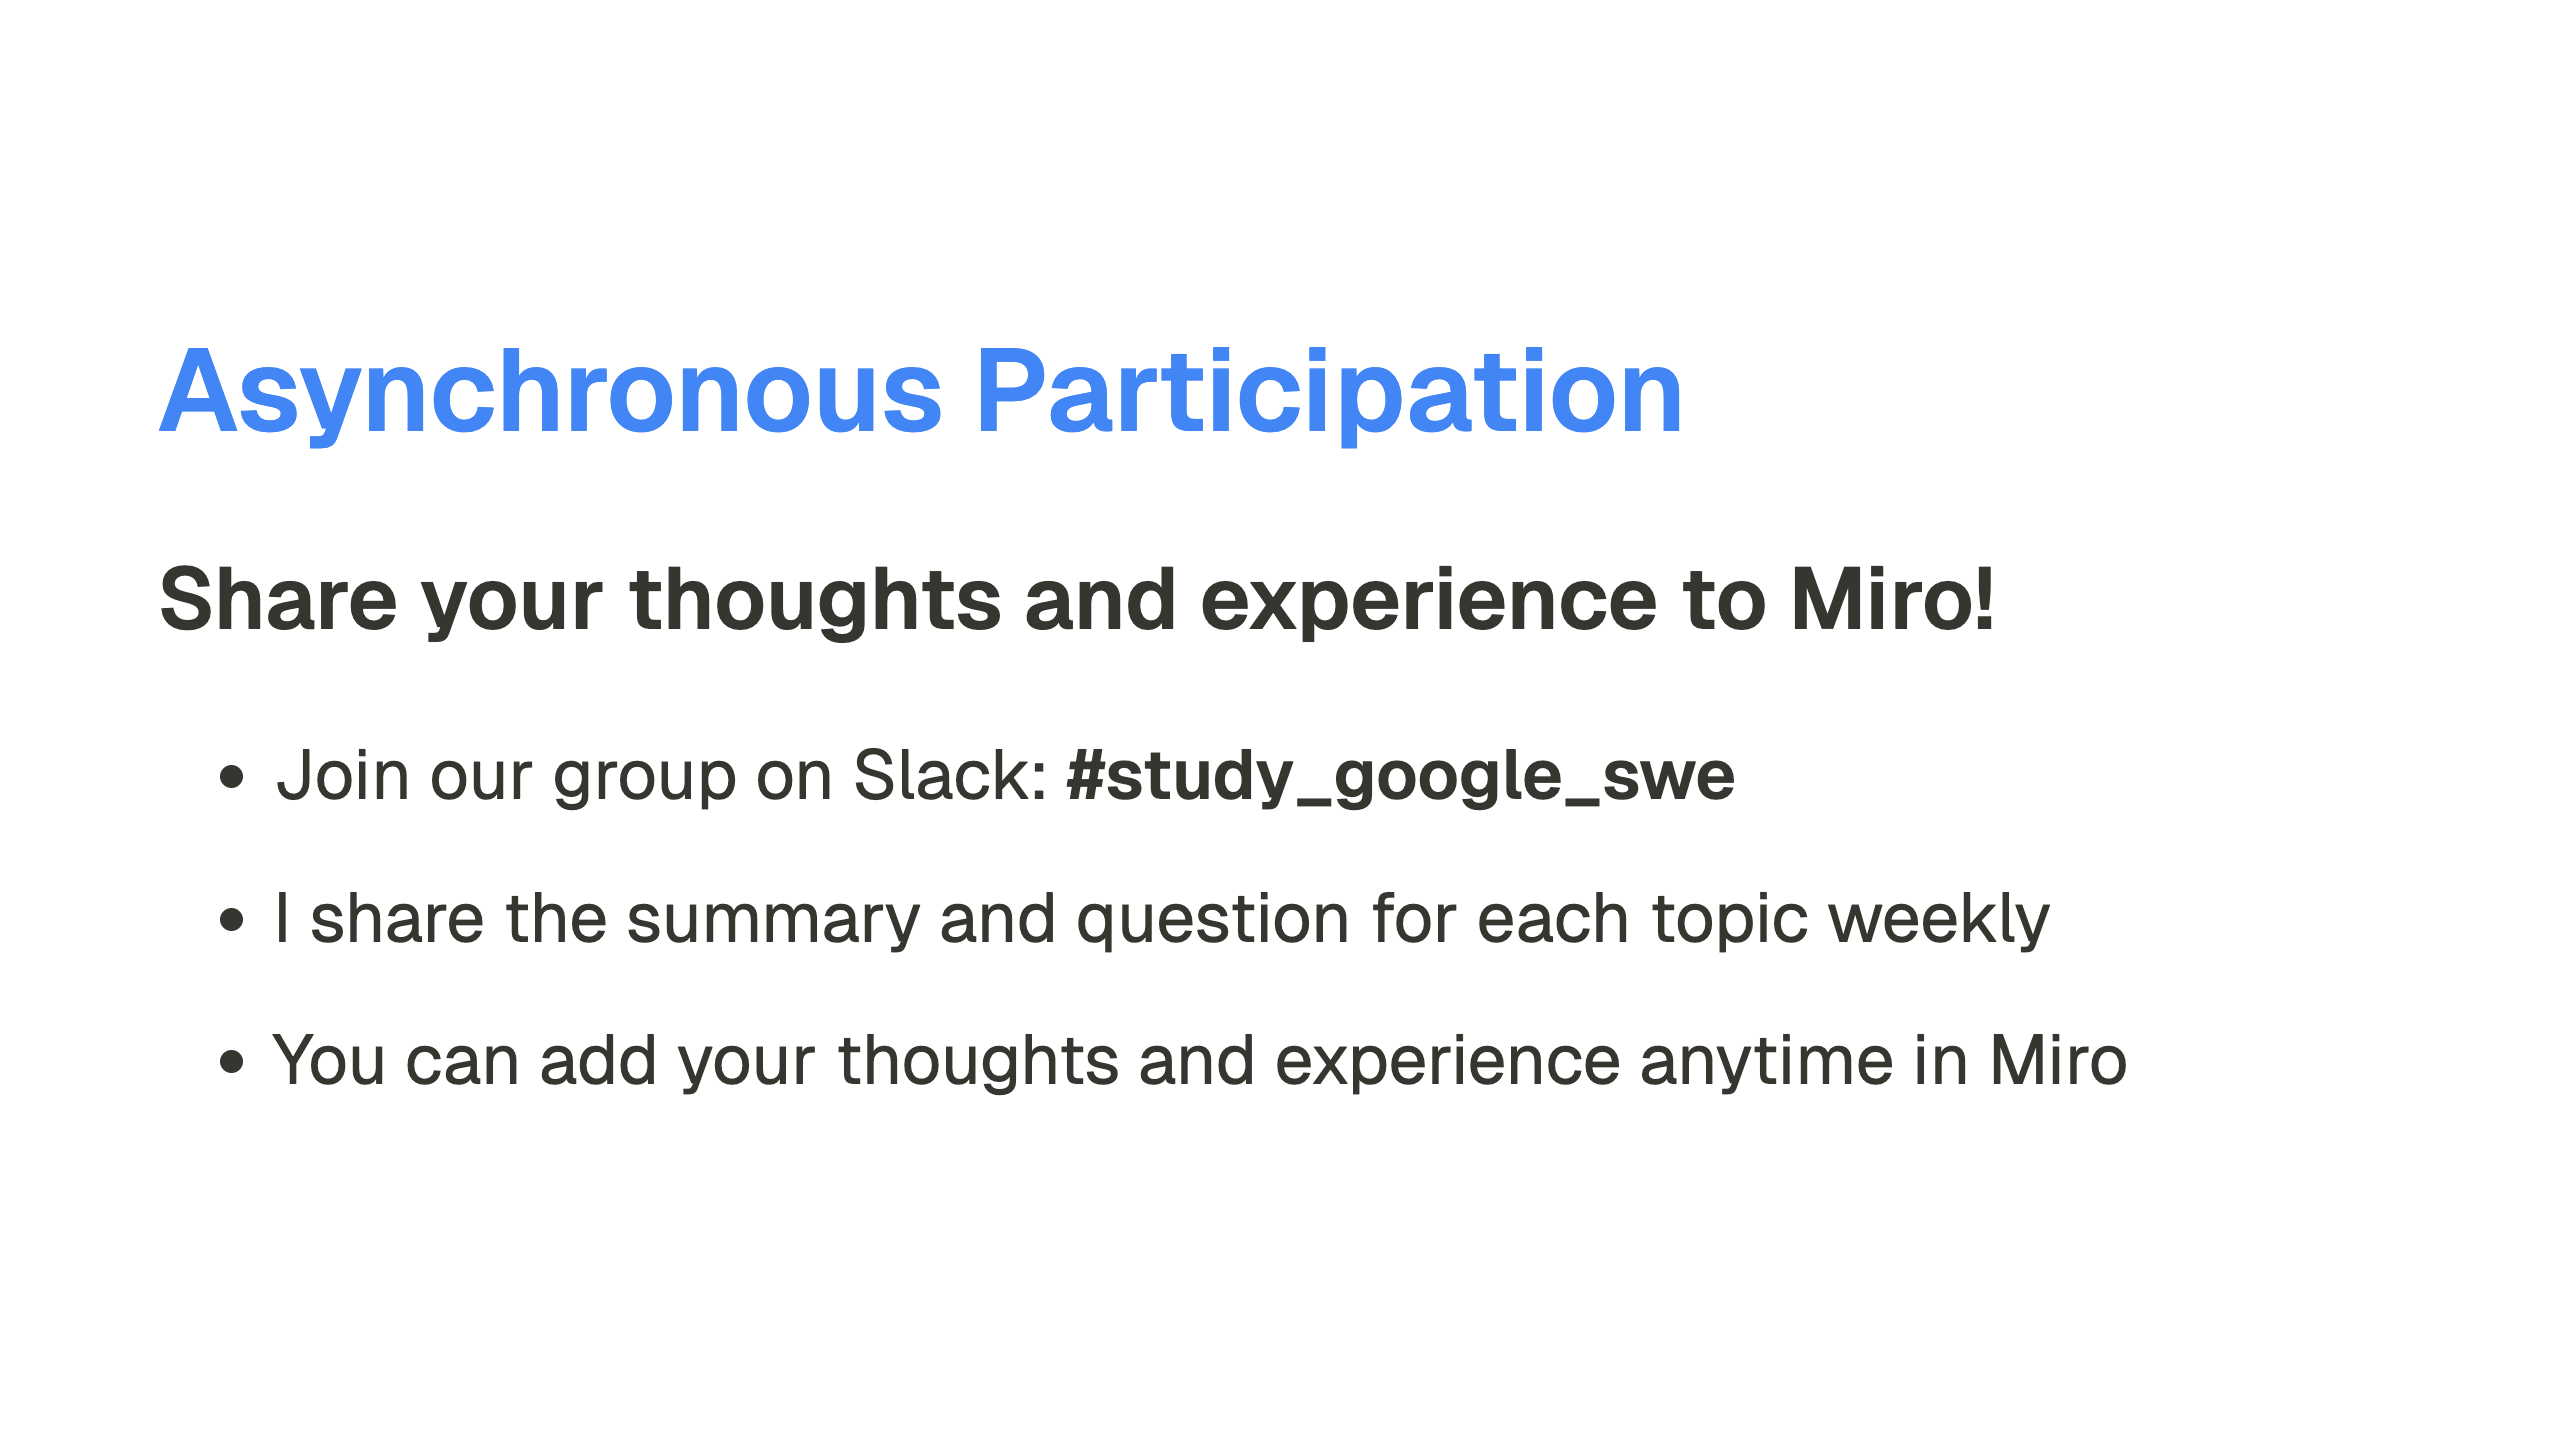 Asynchronous Participation
Share your thoughts and experience to Miro!
• Join our group on Slack: #study_google_swe
• I share the summary and question for each topic weekly
• You can add your thoughts and experience anytime in Miro